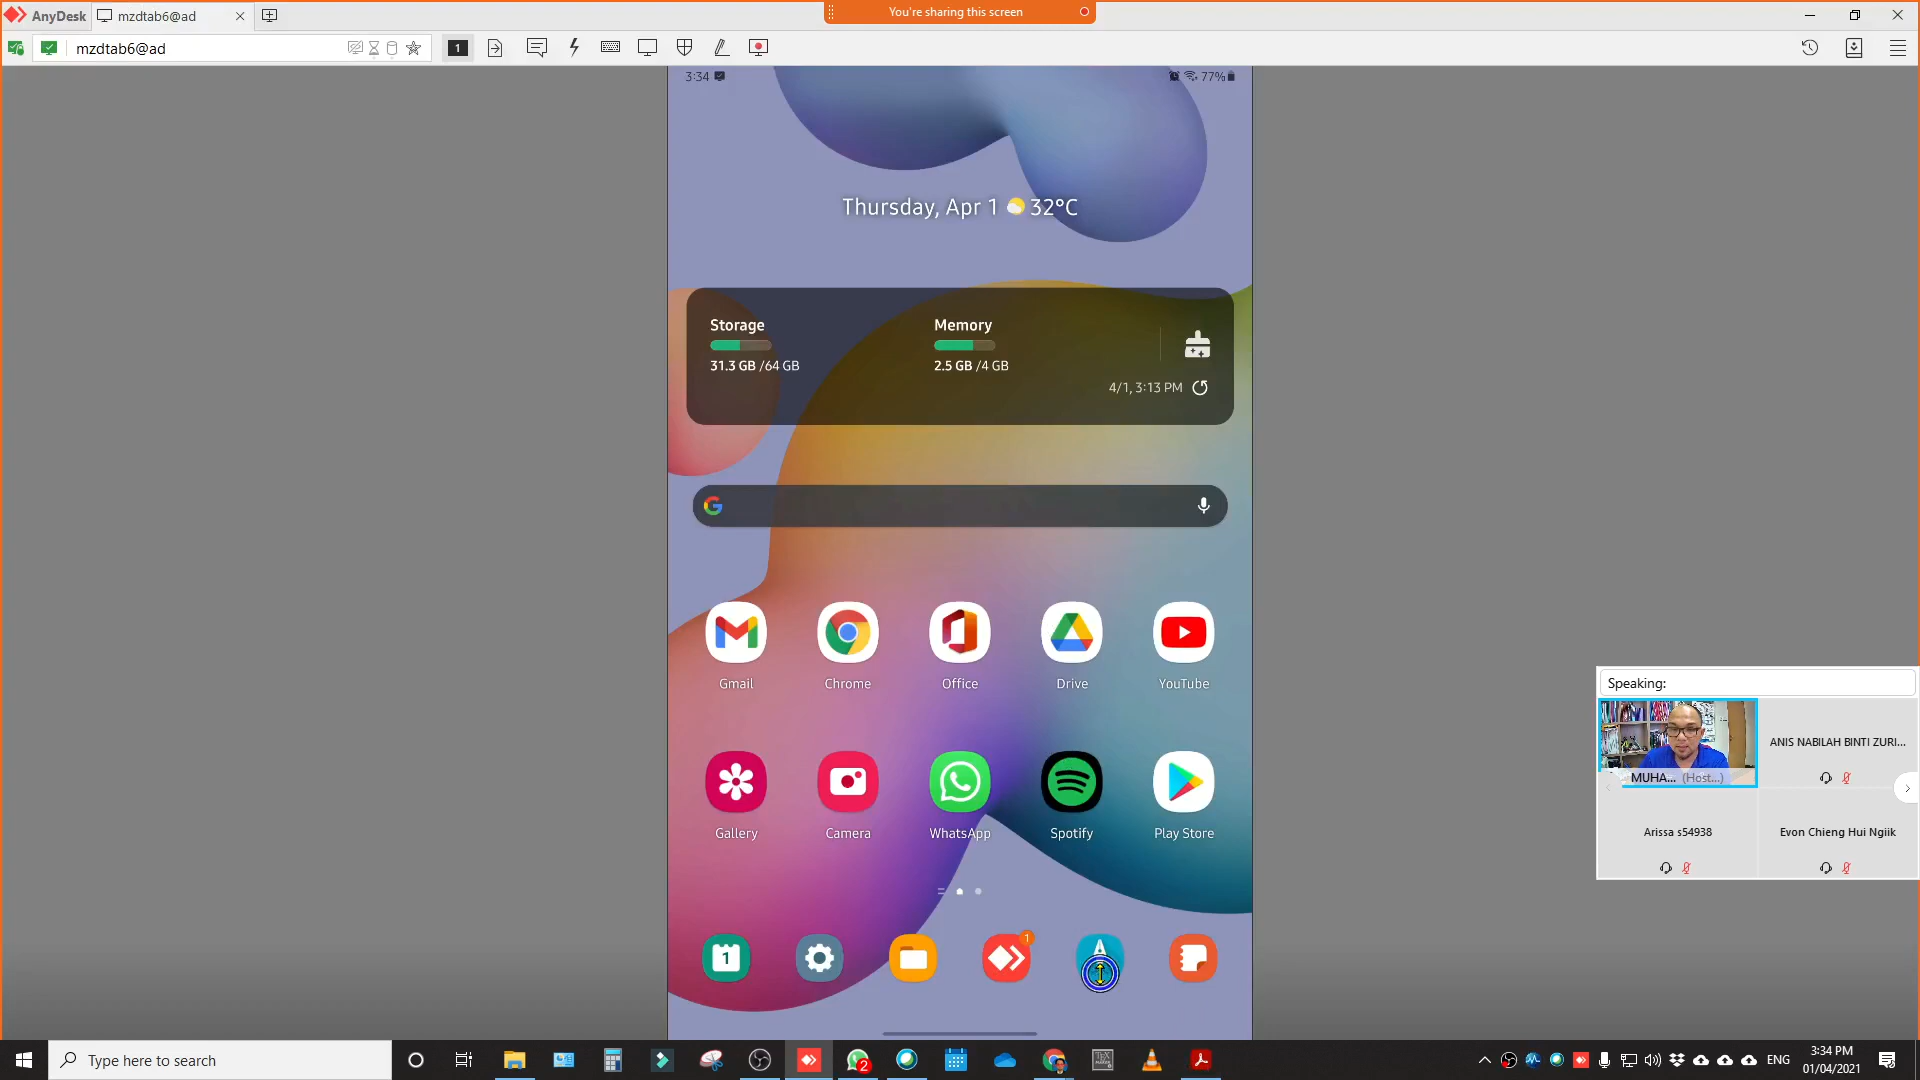 AnyDesk
mzdtab6@ad
You're sharing this screen
mzdtab6@ad
1
3:34
77%
Thursday, Apr 1
32°C
Storage
31.3 GB /64 GB
Memory
2.5 GB /4 GB
4/1, 3:13 PM
Gmail
Chrome
Office
Drive
YouTube
Gallery
Camera
WhatsApp
Spotify
Play Store
1
1
Speaking:
MUHA... (Host...)
ANIS NABILAH BINTI ZURI...
Arissa s54938
Evon Chieng Hui Ngiik
Type here to search
2
ENG
3:34 PM
01/04/2021